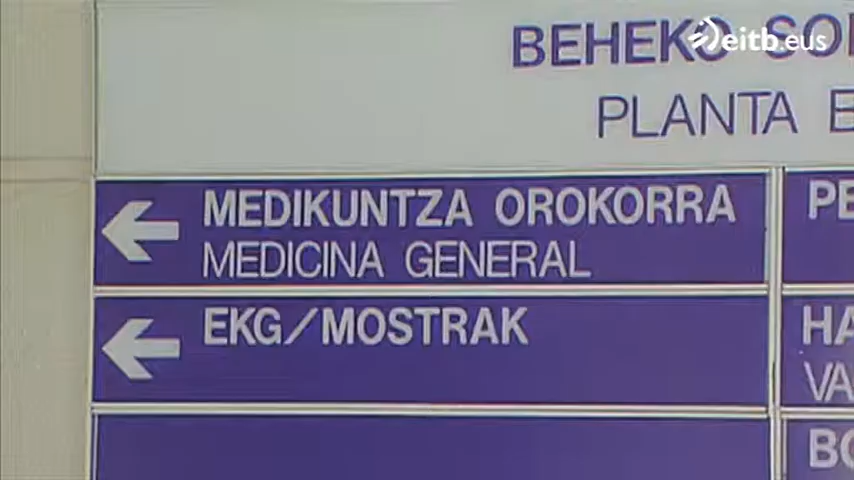 eitb.eus
BEHEKO
PLANTA
MEDIKUNTZA OROKORRA
MEDICINA GENERAL
EKG/MOSTRAK